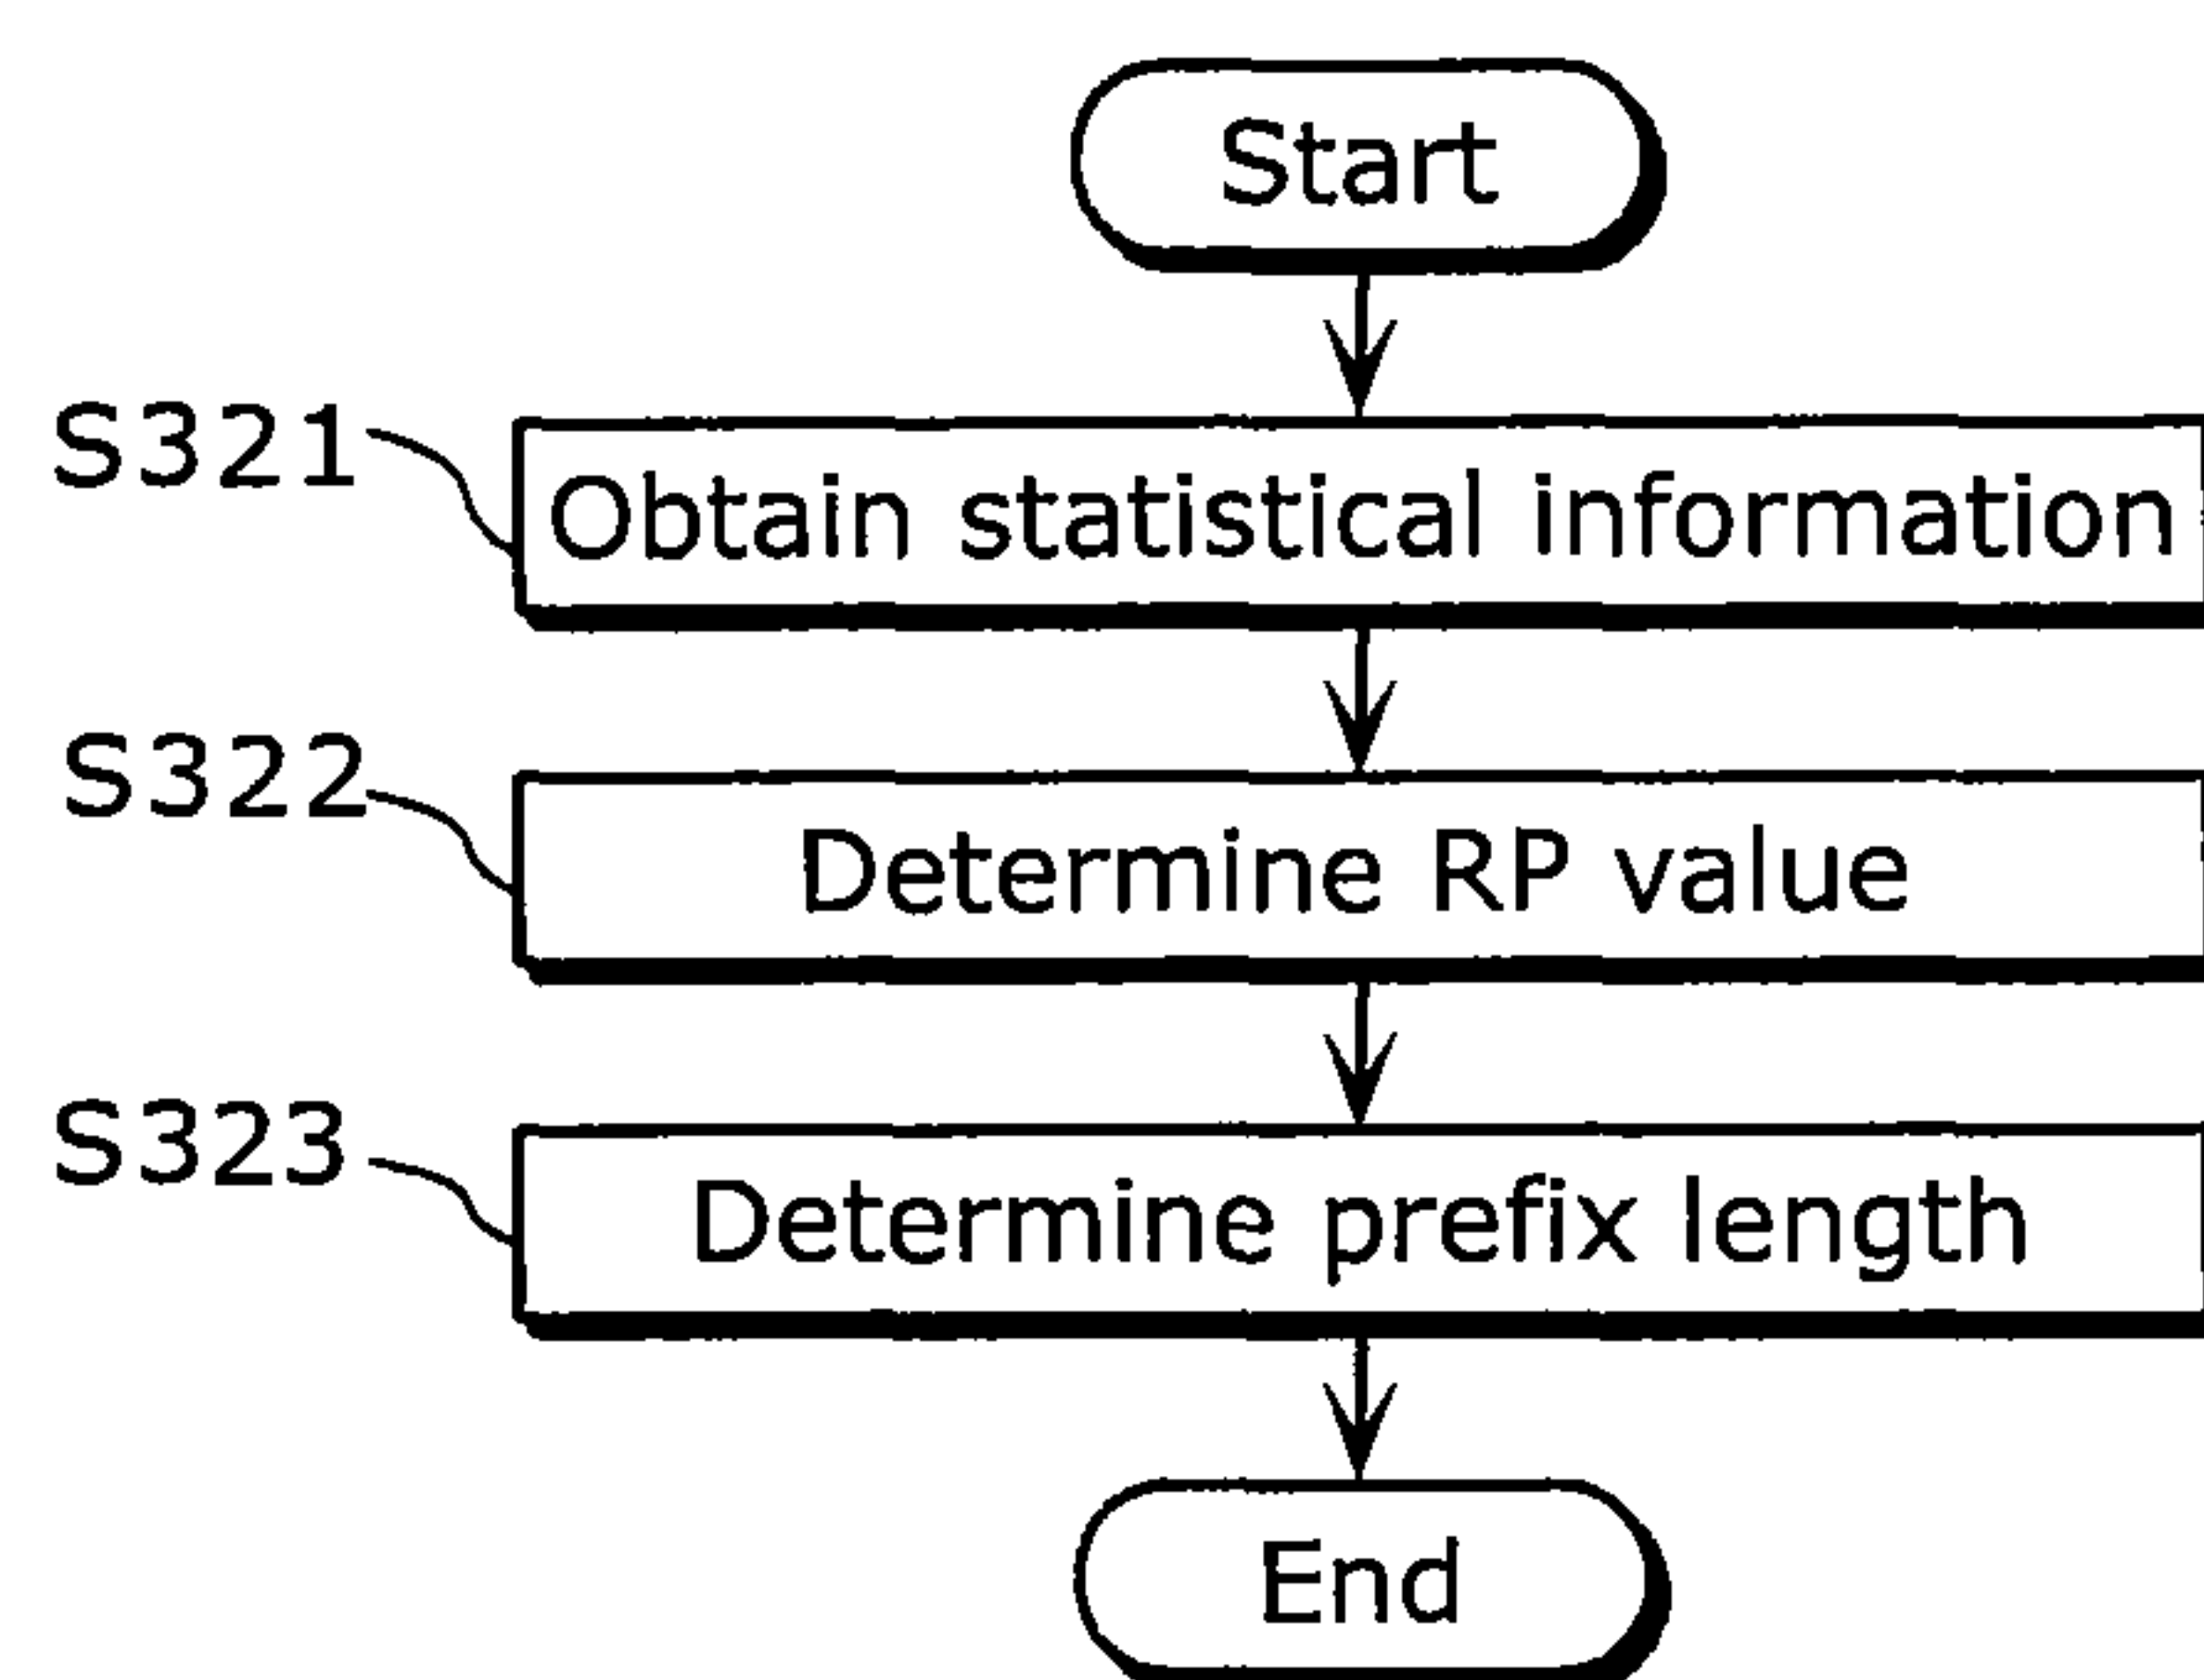 Start
S321
Obtain statistical information
S322
Determine RP value
S323
Determine prefix length
End